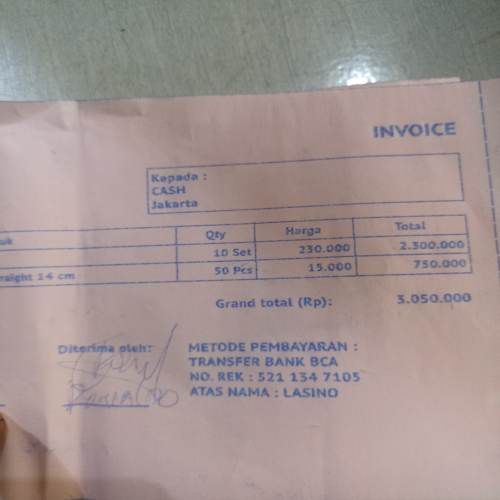 INVOICE
Kepada :
CASH
Jakarta
uk Qty Harga Total
10 Set 230.000 2.300.000
raight 14 cm 50 Pcs 15.000 750.000
Grand total (Rp): 3.050.000
Diterima oleh:
METODE PEMBAYARAN :
TRANSFER BANK BCA
NO. REK : 521 134 7105
ATAS NAMA : LASINO